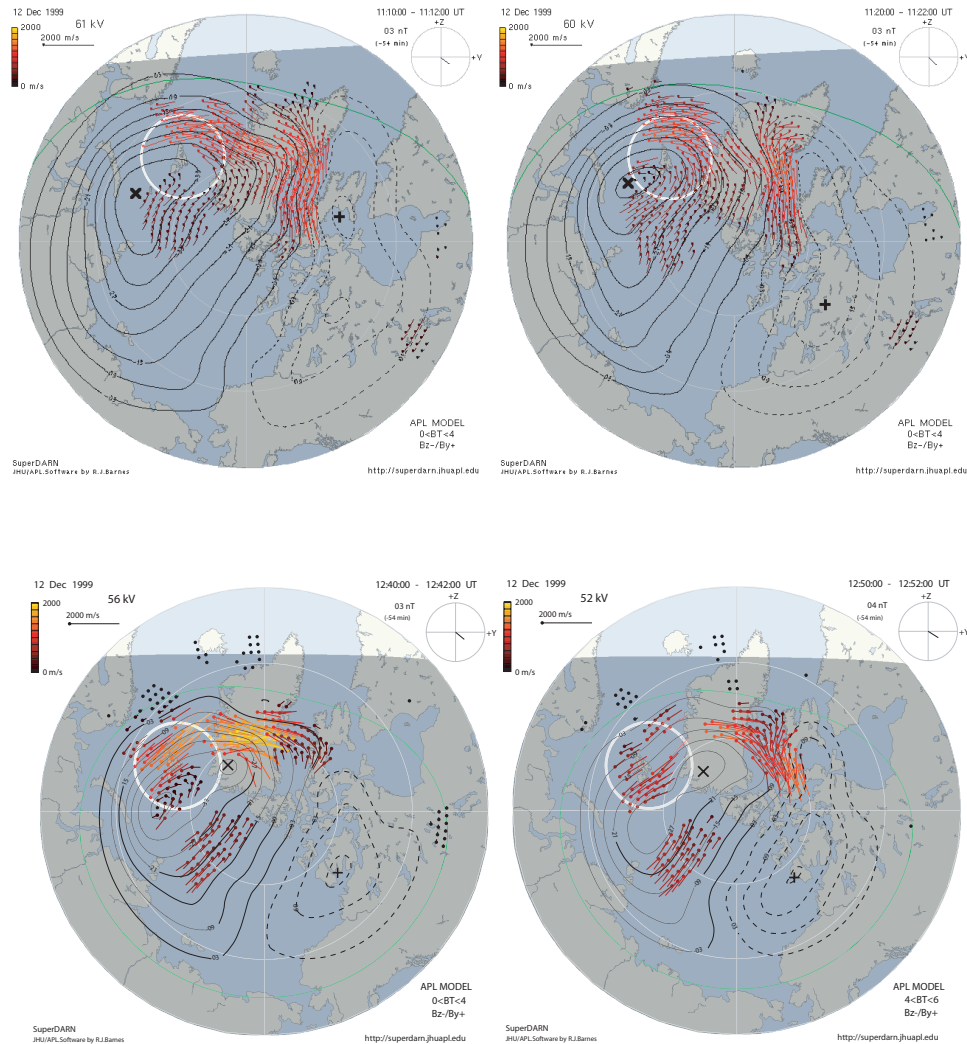 12 Dec 1999
61 kV
11:10:00 - 11:12:00 UT
2000
2000 m/s
0 m/s
03 nT
(-54 min)
+Z
+Y
APL MODEL
0<BT<4
Bz-/By+
SuperDARN
JHU/APL.Software by R.J.Barnes
http://superdarn.jhuapl.edu
12 Dec 1999
60 kV
11:20:00 - 11:22:00 UT
2000
2000 m/s
0 m/s
03 nT
(-54 min)
+Z
+Y
APL MODEL
0<BT<4
Bz-/By+
SuperDARN
JHU/APL.Software by R.J.Barnes
http://superdarn.jhuapl.edu
12 Dec 1999
56 kV
12:40:00 - 12:42:00 UT
2000
2000 m/s
0 m/s
03 nT
(-54 min)
+Z
+Y
APL MODEL
0<BT<4
Bz-/By+
SuperDARN
JHU/APL.Software by R.J.Barnes
http://superdarn.jhuapl.edu
12 Dec 1999
52 kV
12:50:00 - 12:52:00 UT
2000
2000 m/s
0 m/s
04 nT
(-54 min)
+Z
+Y
APL MODEL
4<BT<6
Bz-/By+
SuperDARN
JHU/APL.Software by R.J.Barnes
http://superdarn.jhuapl.edu